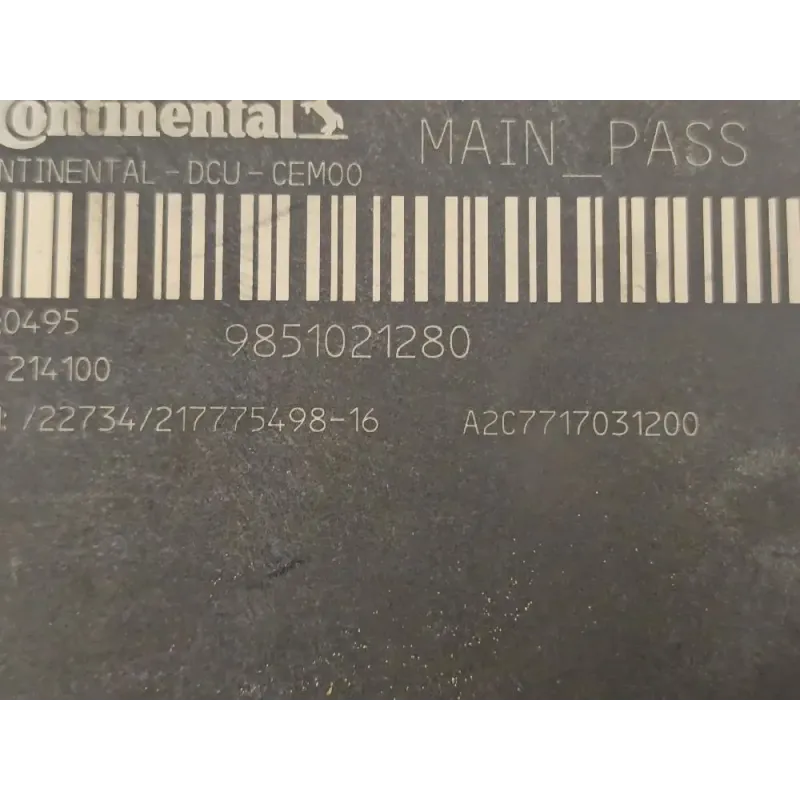 Continental
MAIN_PASS
NTINENTAL-DCU-CEM00
0495
9851021280
214100
/22734/217775498-16 A2C7717031200